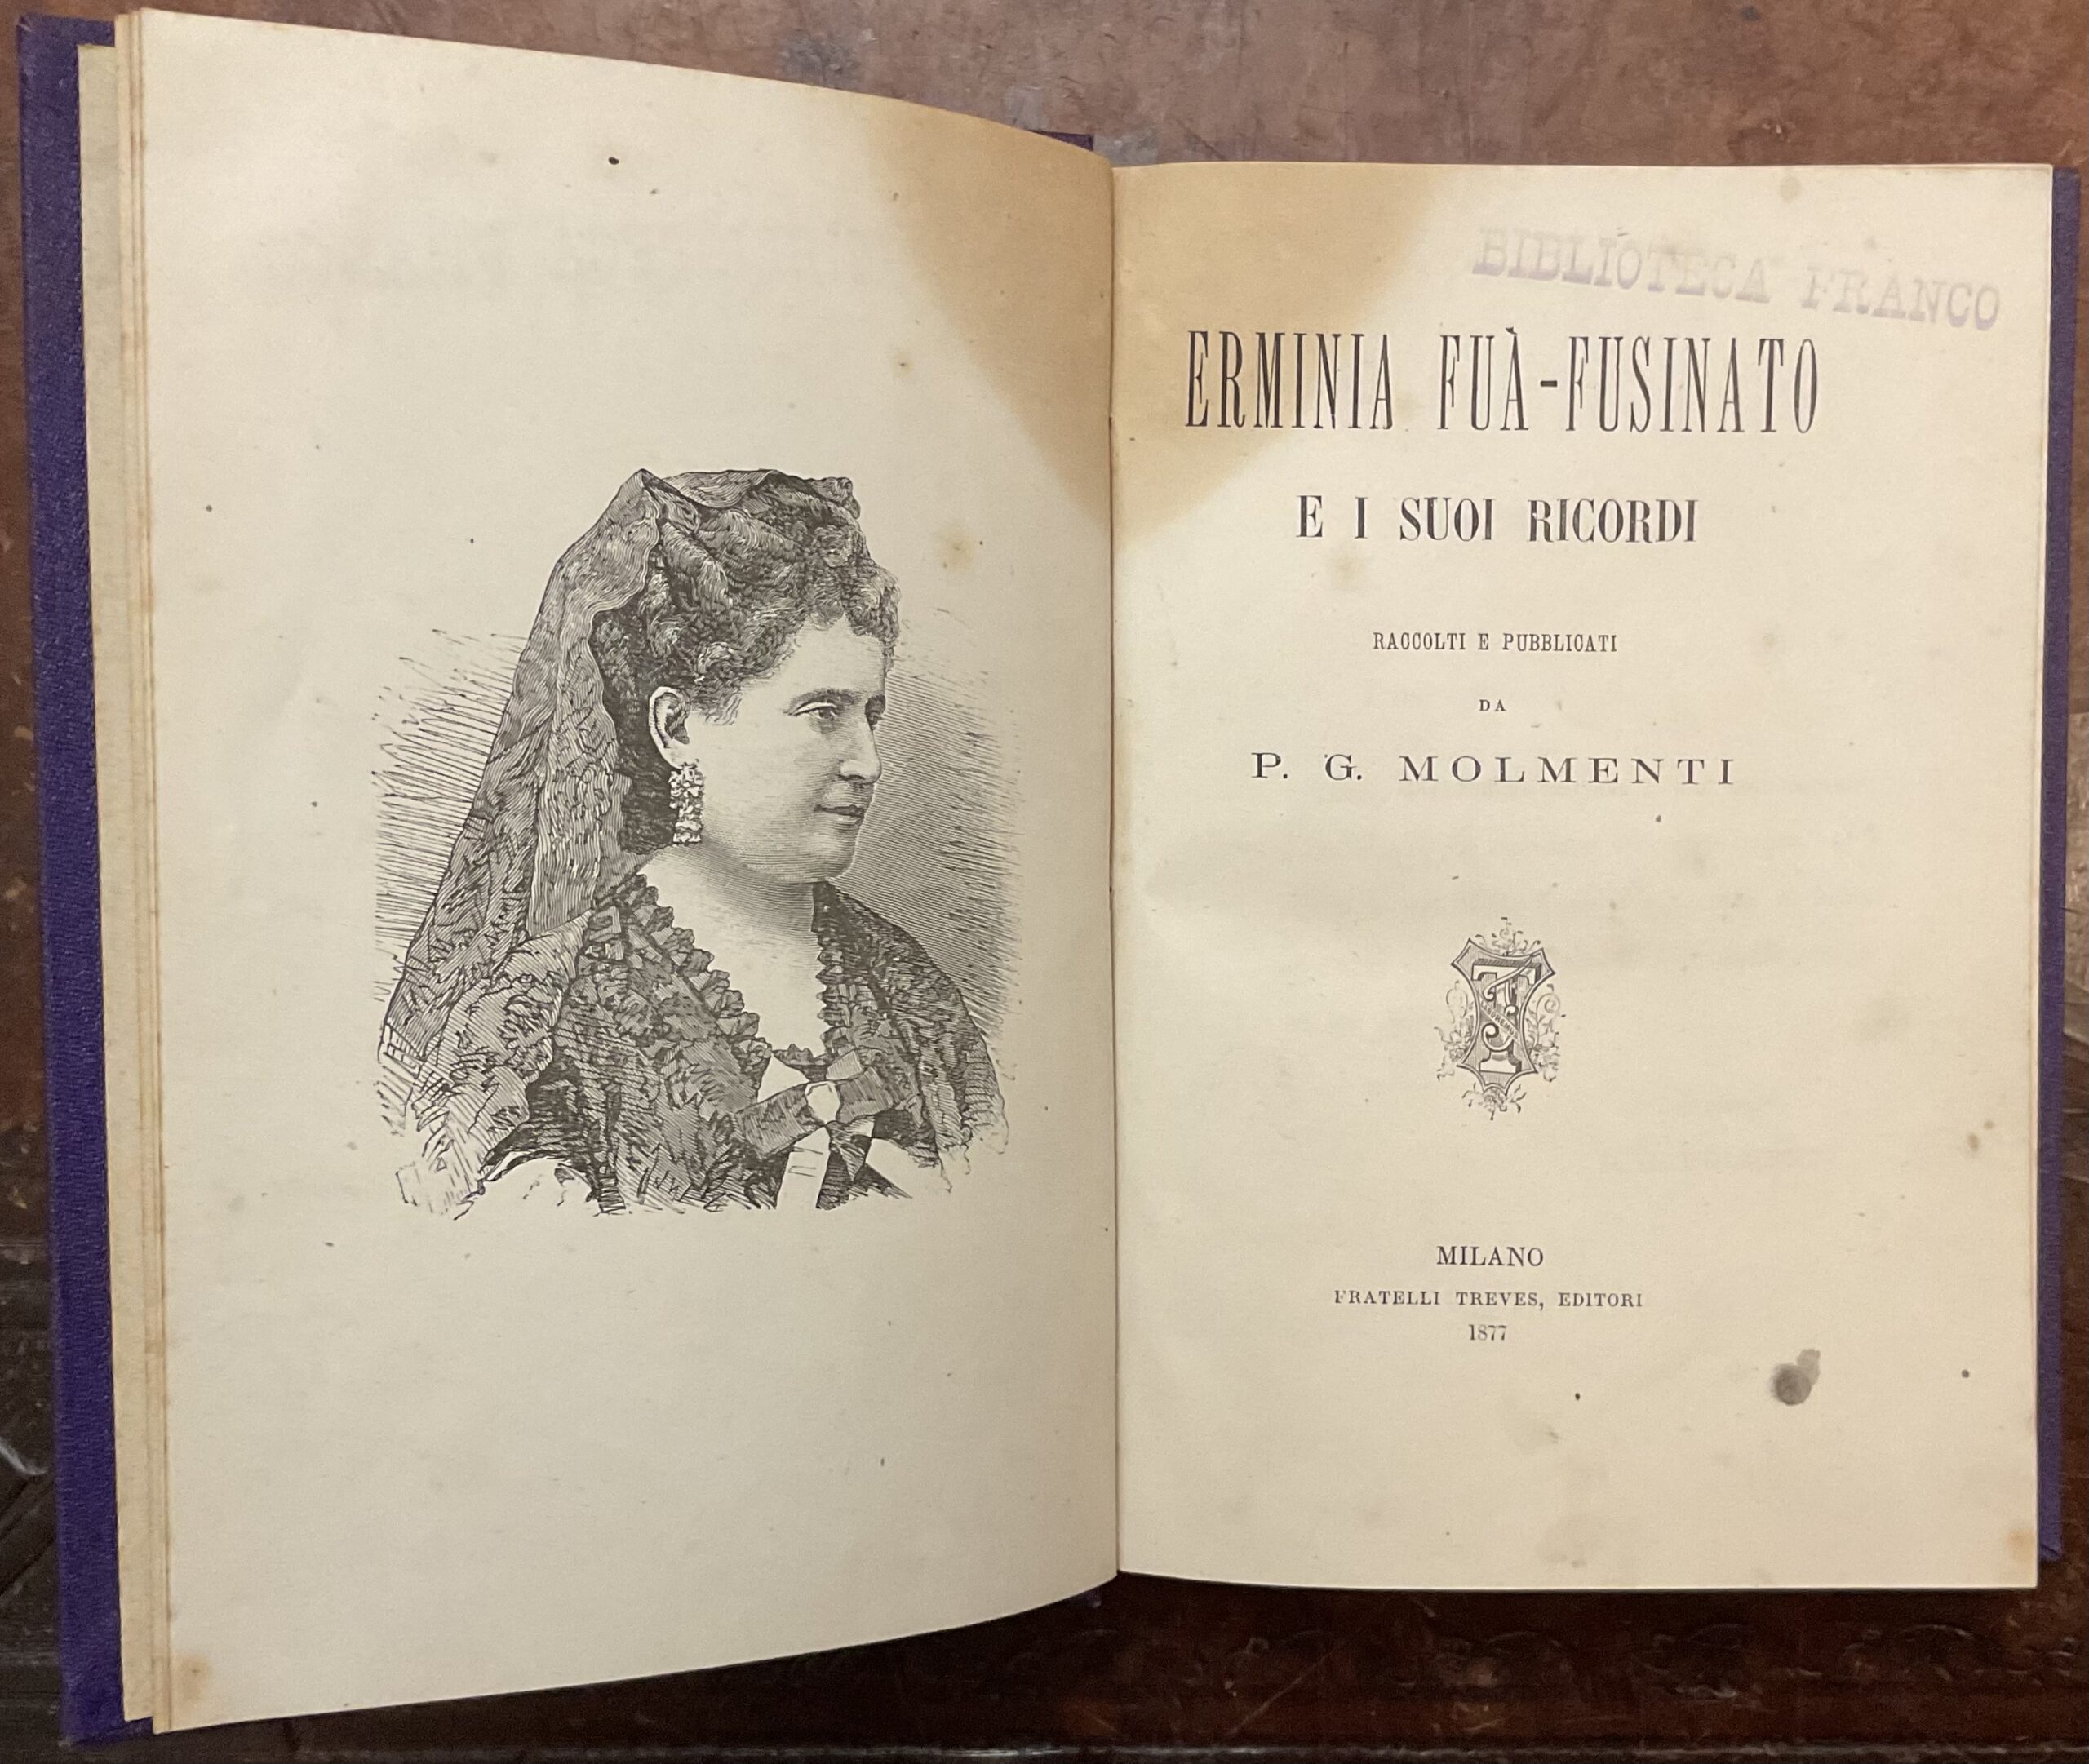 BIBLIOTECA FRANCO
ERMINIA FUÀ-FUSINATO
E I SUOI RICORDI
RACCOLTI E PUBBLICATI
DA
P. G. MOLMENTI
MILANO
FRATELLI TREVES, EDITORI
1877